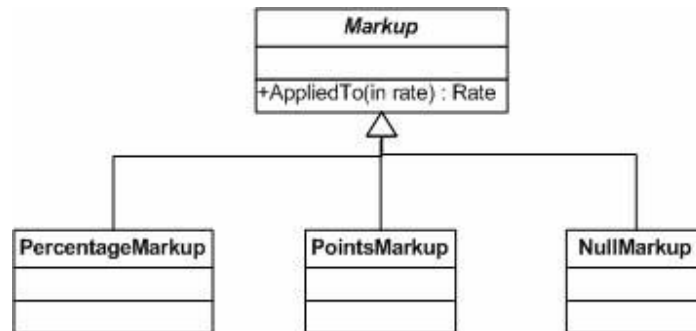 Markup
+AppliedTo(in rate) : Rate
PercentageMarkup
PointsMarkup
NullMarkup